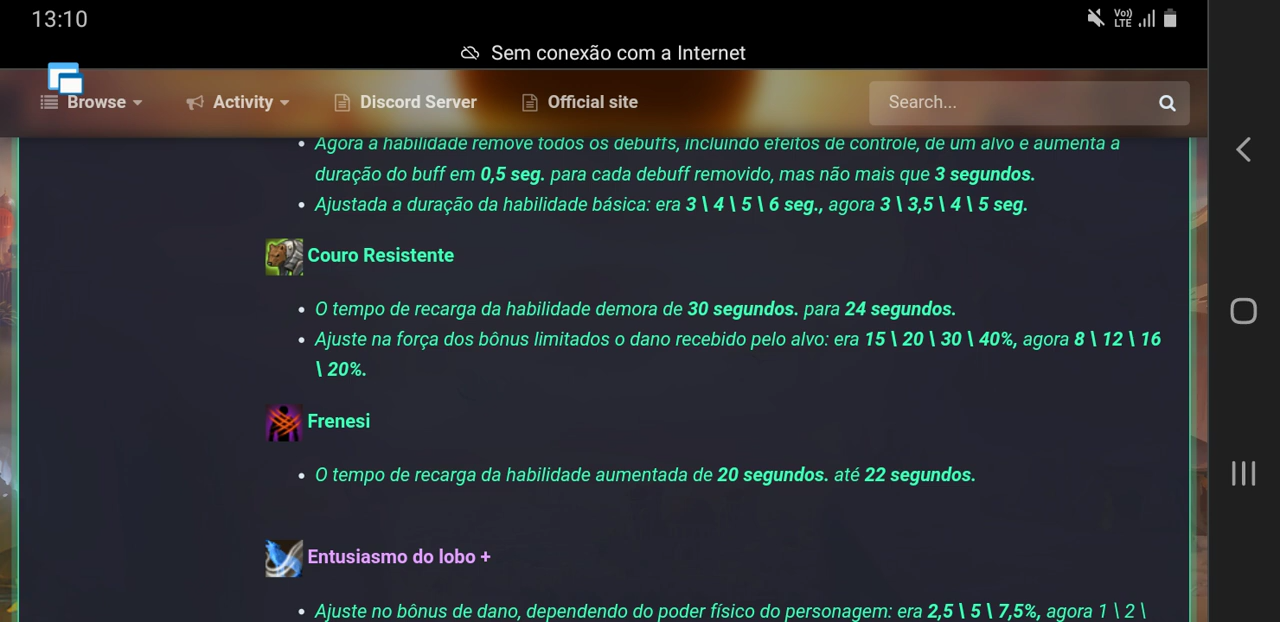 13:10
Vo)) LTE
Sem conexão com a Internet
Browse Activity Discord Server Official site Search...
Agora a habilidade remove todos os debuffs, incluindo efeitos de controle, de um alvo e aumenta a
duração do buff em 0,5 seg. para cada debuff removido, mas não mais que 3 segundos.
Ajustada a duração da habilidade básica: era 3 \ 4 \ 5 \ 6 seg., agora 3 \ 3,5 \ 4 \ 5 seg.
Couro Resistente
O tempo de recarga da habilidade demora de 30 segundos. para 24 segundos.
Ajuste na força dos bônus limitados o dano recebido pelo alvo: era 15 \ 20 \ 30 \ 40%, agora 8 \ 12 \ 16
\ 20%.
Frenesi
O tempo de recarga da habilidade aumentada de 20 segundos. até 22 segundos.
Entusiasmo do lobo +
Ajuste no bônus de dano, dependendo do poder físico do personagem: era 2,5 \ 5 \ 7,5%, agora 1 \ 2 \